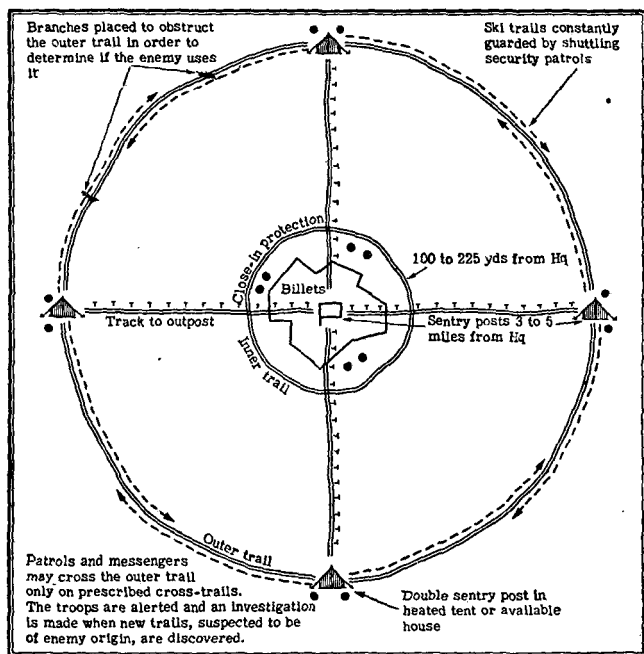 Branches placed to obstruct
the outer trail in order to
determine if the enemy uses
it
Ski trails constantly
guarded by shuttling
security patrols
Close-in protection
100 to 225 yds from Hq
Billets
Track to outpost
Sentry posts 3 to 5
miles from Hq
Inner trail
Outer trail
Patrols and messengers
may cross the outer trail
only on prescribed cross-trails.
The troops are alerted and an investigation
is made when new trails, suspected to be
of enemy origin, are discovered.
Double sentry post in
heated tent or available
house